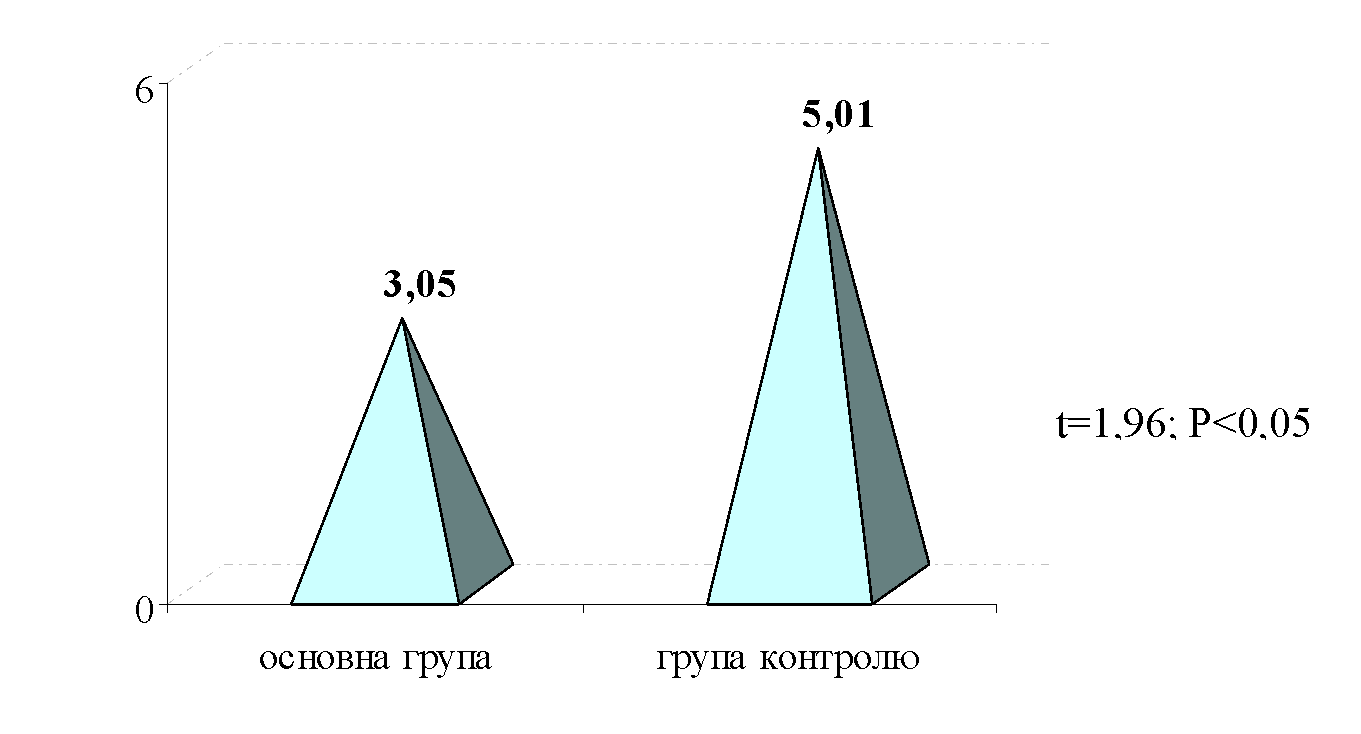 6
5,01
3,05
t=1,96; P<0,05
0
основна група
група контролю